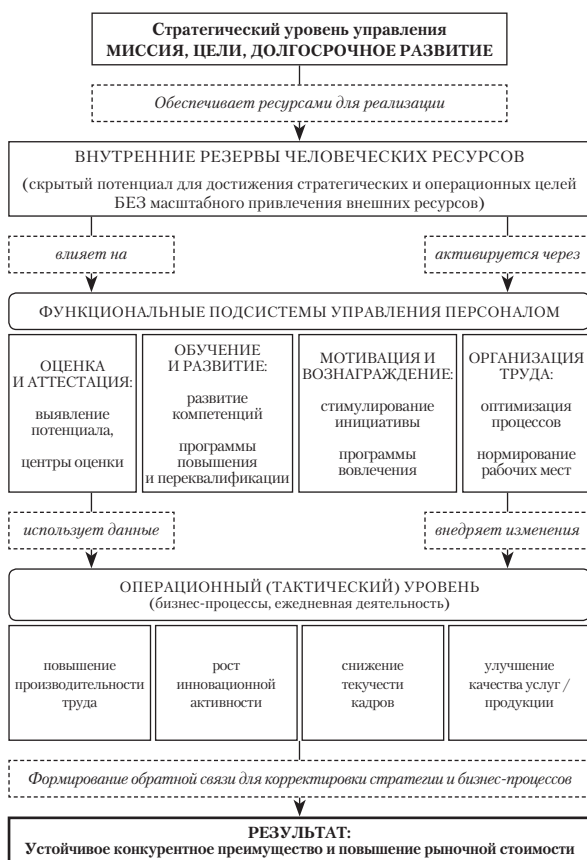 Стратегический уровень управления
МИССИЯ, ЦЕЛИ, ДОЛГОСРОЧНОЕ РАЗВИТИЕ
Обеспечивает ресурсами для реализации
ВНУТРЕННИЕ РЕЗЕРВЫ ЧЕЛОВЕЧЕСКИХ РЕСУРСОВ
(скрытый потенциал для достижения стратегических и операционных целей
БЕЗ масштабного привлечения внешних ресурсов)
влияет на
активируется через
ФУНКЦИОНАЛЬНЫЕ ПОДСИСТЕМЫ УПРАВЛЕНИЯ ПЕРСОНАЛОМ
ОЦЕНКА
И АТТЕСТАЦИЯ:
выявление
потенциала,
центры оценки
ОБУЧЕНИЕ
И РАЗВИТИЕ:
развитие
компетенций
программы
повышения
и переквалификации
МОТИВАЦИЯ И
ВОЗНАГРАЖДЕНИЕ:
стимулирование
инициативы
программы
вовлечения
ОРГАНИЗАЦИЯ
ТРУДА:
оптимизация
процессов
нормирование
рабочих мест
использует данные
внедряет изменения
ОПЕРАЦИОННЫЙ (ТАКТИЧЕСКИЙ) УРОВЕНЬ
(бизнес-процессы, ежедневная деятельность)
повышение
производительности
труда
рост
инновационной
активности
снижение
текучести
кадров
улучшение
качества услуг /
продукции
Формирование обратной связи для корректировки стратегии и бизнес-процессов
РЕЗУЛЬТАТ:
Устойчивое конкурентное преимущество и повышение рыночной стоимости